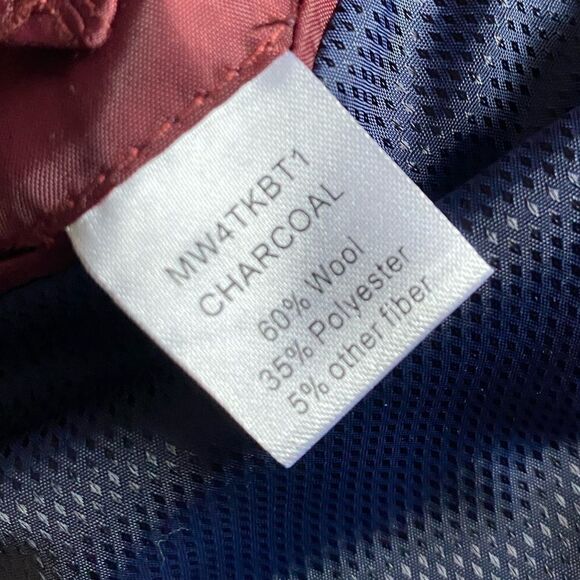 MW4TKBT1
CHARCOAL
60% Wool
35% Polyester
5% other fiber